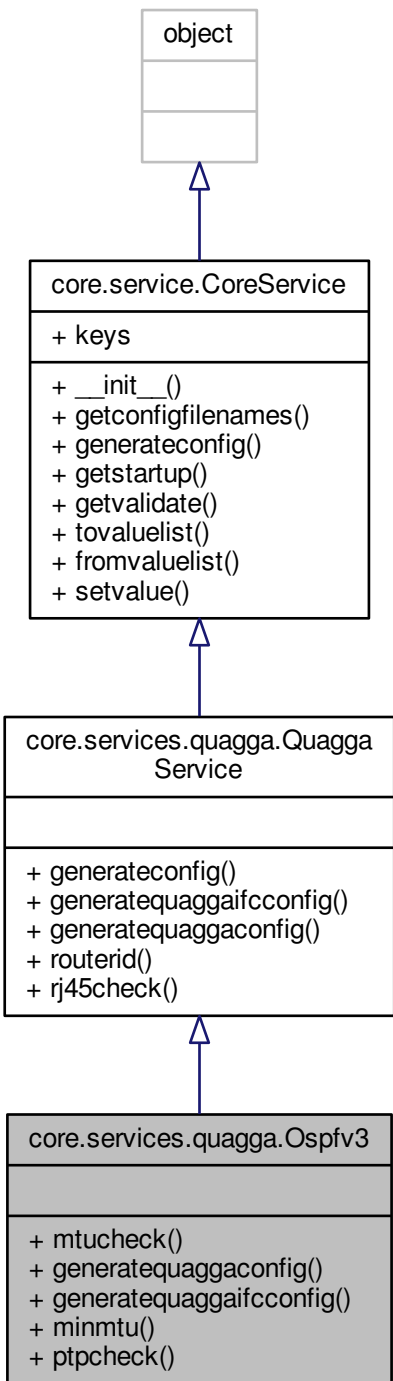 object
core.service.CoreService
+ keys
+ __init__()
+ getconfigfilenames()
+ generateconfig()
+ getstartup()
+ getvalidate()
+ tovaluelist()
+ fromvaluelist()
+ setvalue()
core.services.quagga.Quagga
Service
+ generateconfig()
+ generatequaggaifcconfig()
+ generatequaggaconfig()
+ routerid()
+ rj45check()
core.services.quagga.Ospfv3
+ mtucheck()
+ generatequaggaconfig()
+ generatequaggaifcconfig()
+ minmtu()
+ ptpcheck()